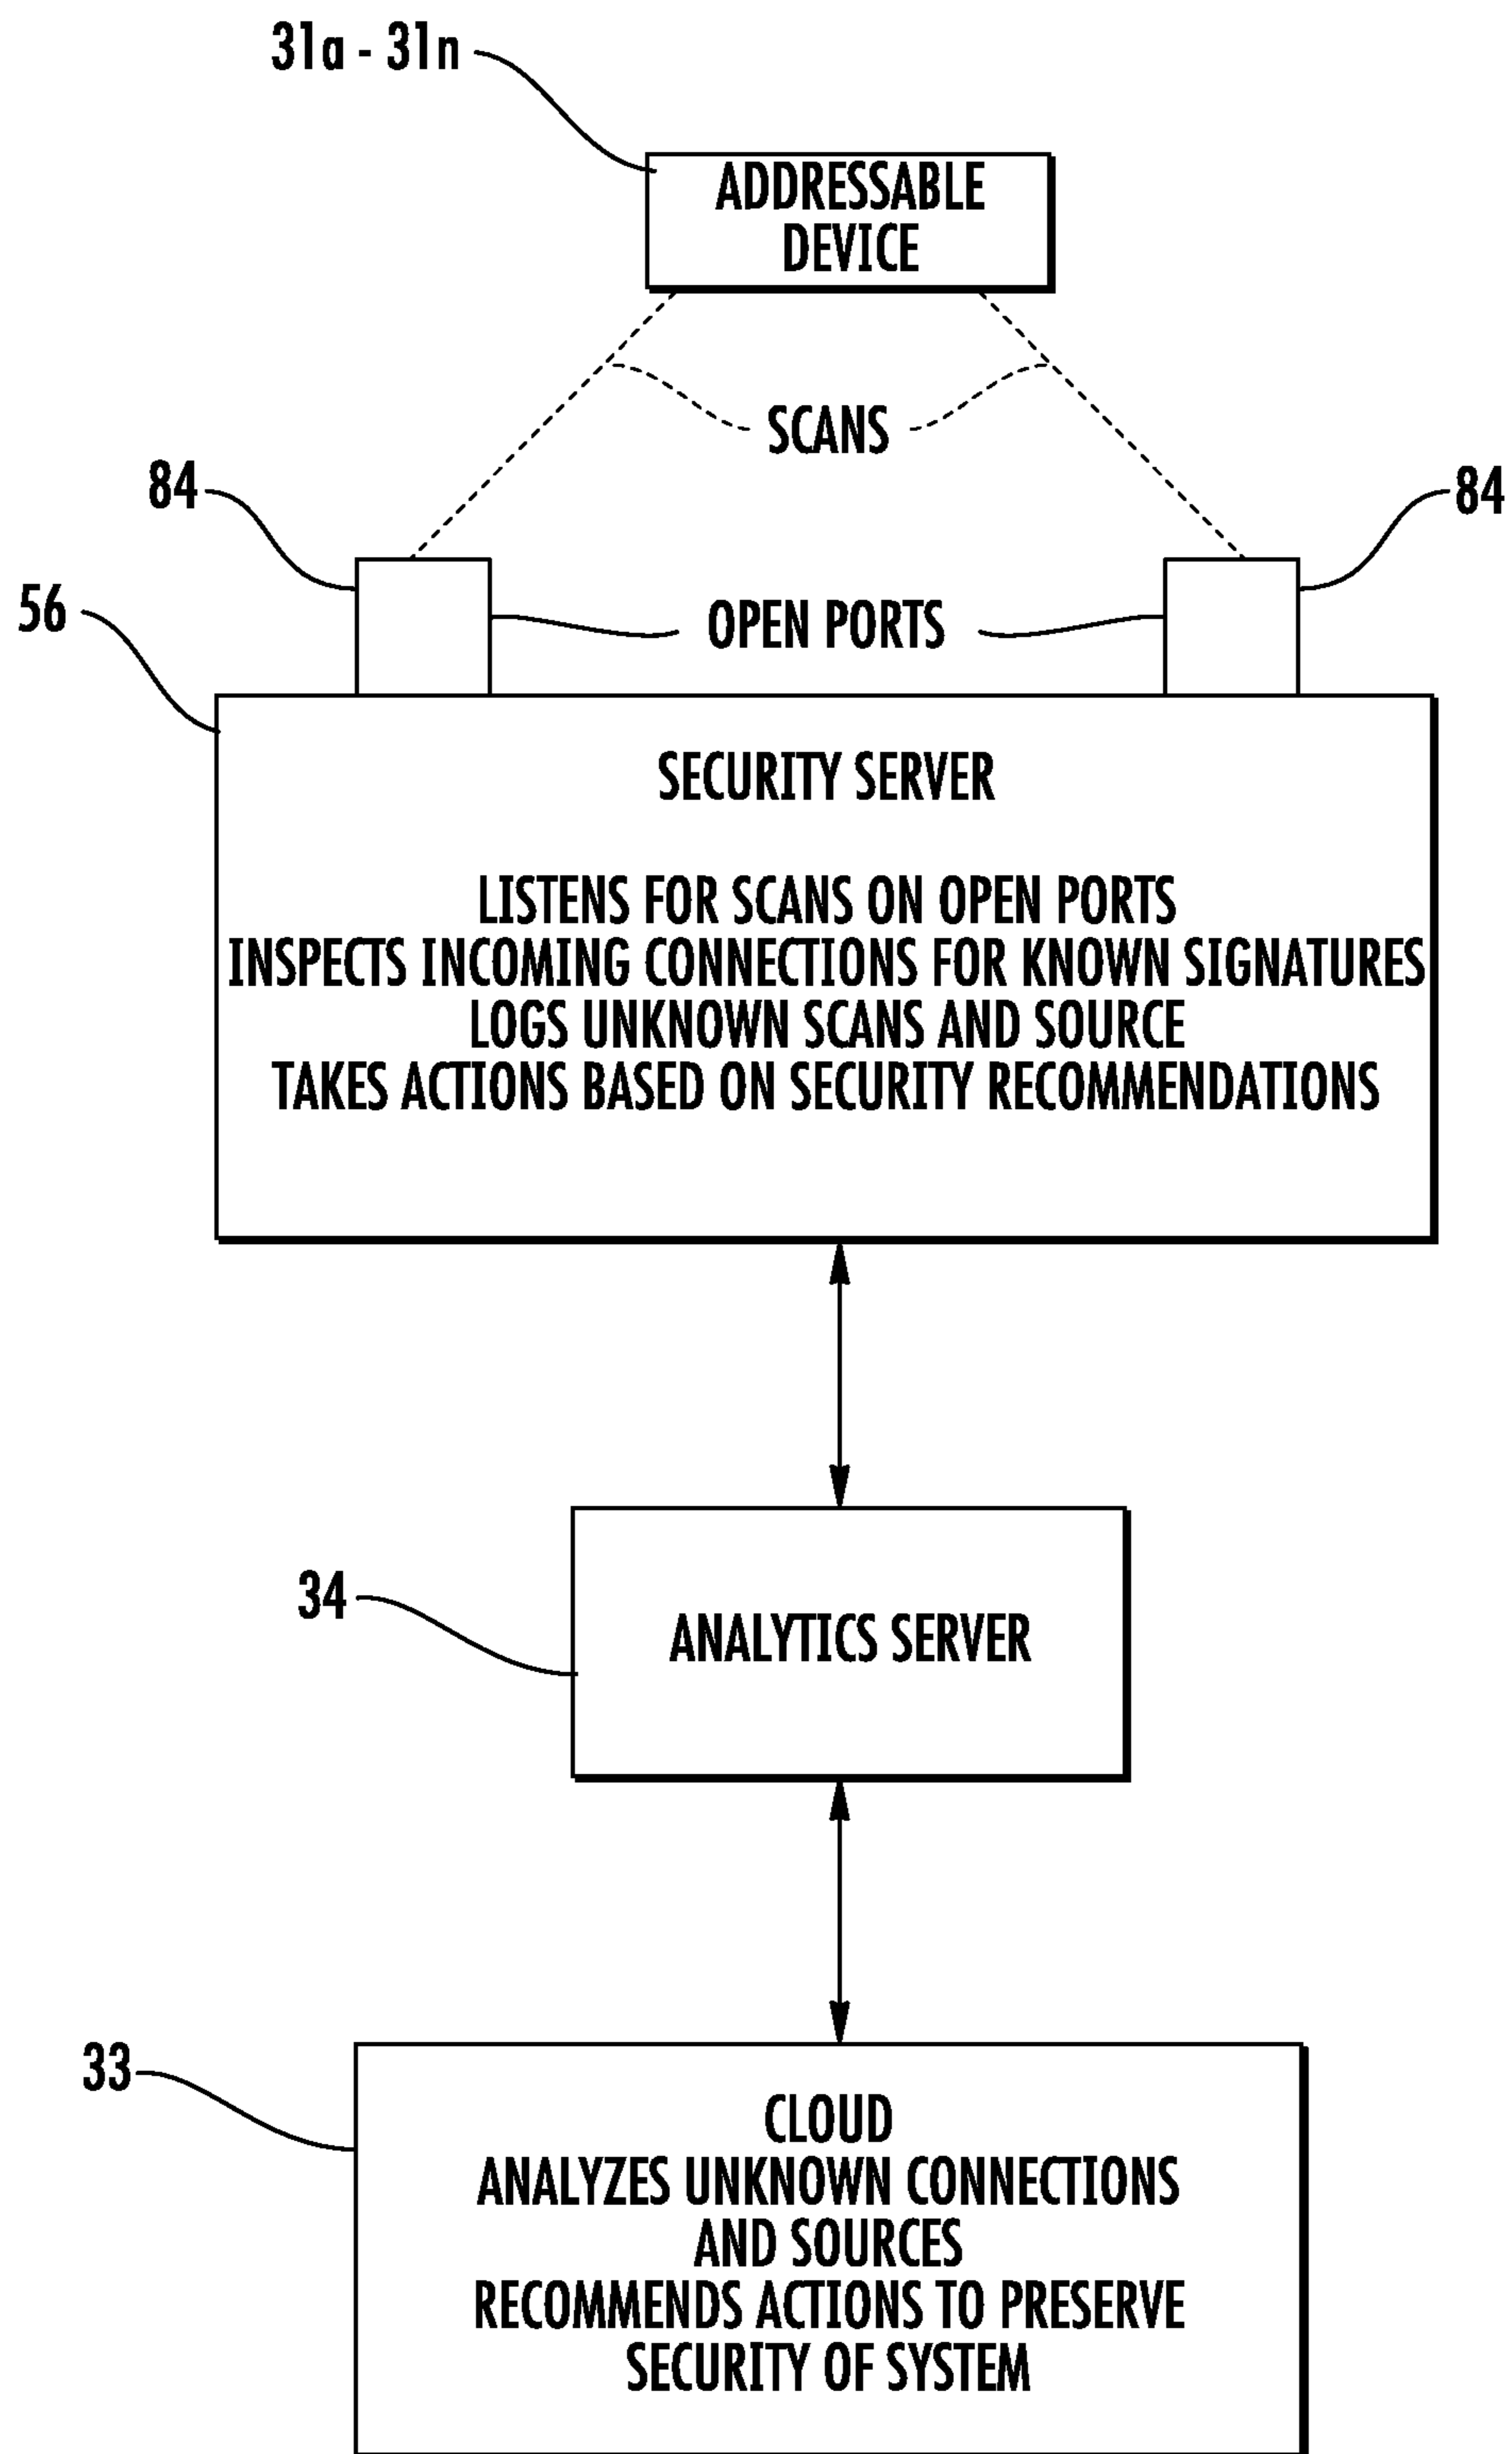 31a - 31n
ADDRESSABLE
DEVICE
SCANS
84
84
56
OPEN PORTS
SECURITY SERVER
LISTENS FOR SCANS ON OPEN PORTS
INSPECTS INCOMING CONNECTIONS FOR KNOWN SIGNATURES
LOGS UNKNOWN SCANS AND SOURCE
TAKES ACTIONS BASED ON SECURITY RECOMMENDATIONS
34
ANALYTICS SERVER
33
CLOUD
ANALYZES UNKNOWN CONNECTIONS
AND SOURCES
RECOMMENDS ACTIONS TO PRESERVE
SECURITY OF SYSTEM